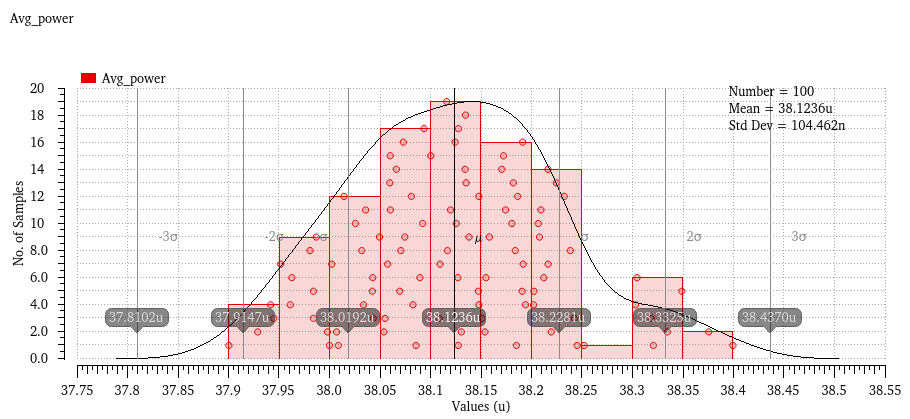 Avg_power
Avg_power
Number = 100
Mean = 38.1236u
Std Dev = 104.462n
No. of Samples
20
18
16
14
12
10
8.0
6.0
4.0
2.0
0.0
-3σ -2σ σ μ σ 2σ 3σ
37.8102u 37.9147u 38.0192u 38.1236u 38.2281u 38.3325u 38.4370u
37.75 37.8 37.85 37.9 37.95 38.0 38.05 38.1 38.15 38.2 38.25 38.3 38.35 38.4 38.45 38.5 38.55
Values (u)